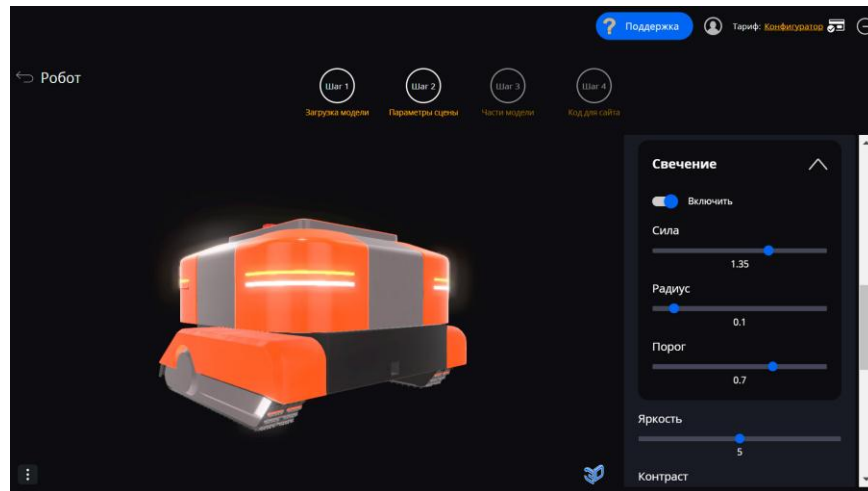 ? Поддержка
Тариф: Конфигуратор
Робот
Шаг 1
Шаг 2
Шаг 3
Шаг 4
Загрузка модели
Параметры сцены
Части модели
Код для сайта
Свечение
Включить
Сила
1.35
Радиус
0.1
Порог
0.7
Яркость
5
Контраст
3D